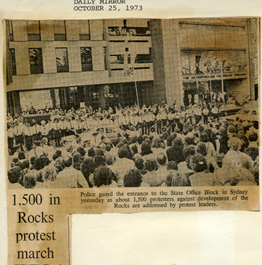 DAILY MIRROR
OCTOBER 25, 1973
Police guard the entrance to the State Office Block in Sydney
yesterday as about 1,500 protesters against development of the
Rocks are addressed by protest leaders.
1,500 in
Rocks
protest
march